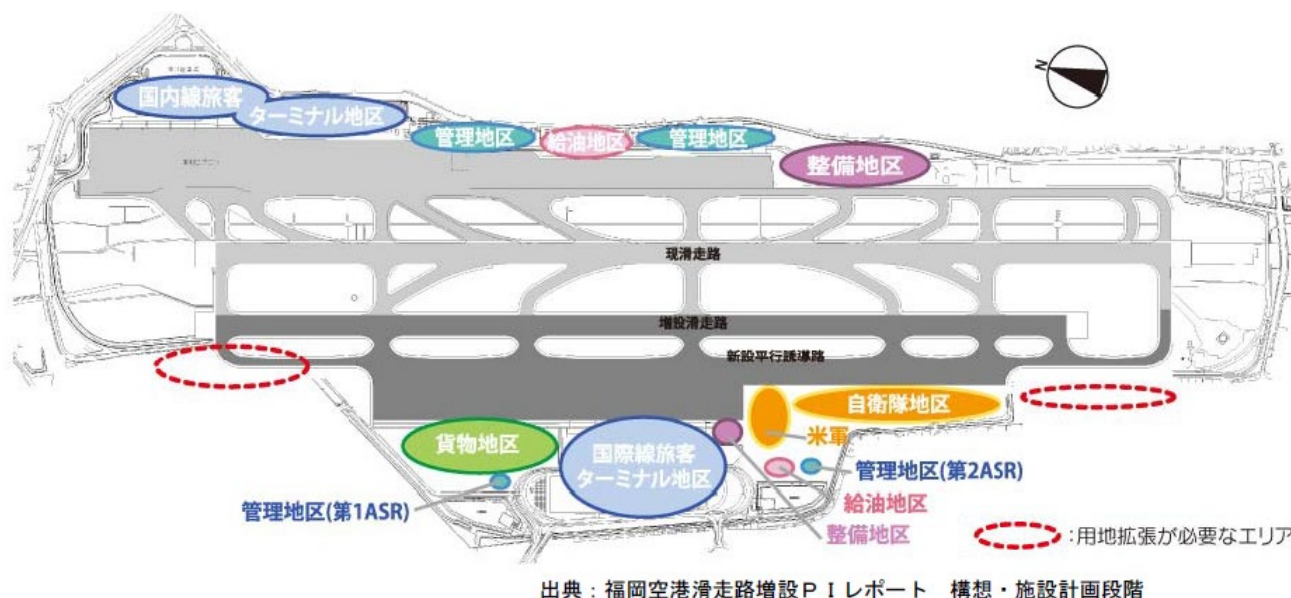 N
国内線旅客
ターミナル地区
管理地区
給油地区
管理地区
整備地区
現滑走路
増設滑走路
新設平行誘導路
自衛隊地区
米軍
貨物地区
国際線旅客
ターミナル地区
管理地区(第1ASR)
管理地区(第2ASR)
給油地区
整備地区
:用地拡張が必要なエリア
出典：福岡空港滑走路増設ＰＩレポート　構想・施設計画段階